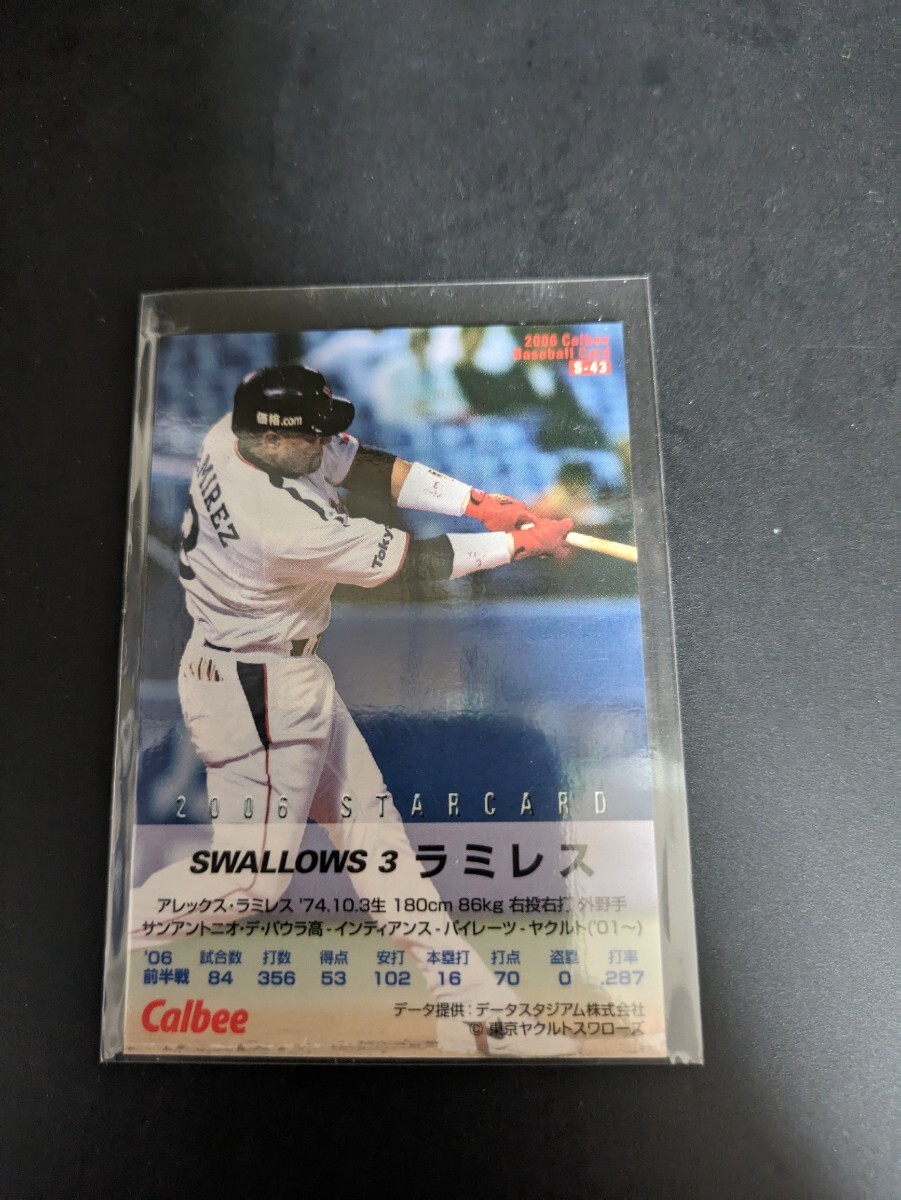 2006 Calbee
Baseball Card
S-43
価格.com
MIREZ
3
Toky
2006 STARCARD
SWALLOWS 3 ラミレス
アレックス・ラミレス '74.10.3生 180cm 86kg 右投右打 外野手
サンアントニオ・デ・パウラ高 - インディアンス - パイレーツ - ヤクルト('01〜)
'06 試合数 打数 得点 安打 本塁打 打点 盗塁 打率
前半戦 84 356 53 102 16 70 0 .287
Calbee
データ提供:データスタジアム株式会社
© 東京ヤクルトスワローズ